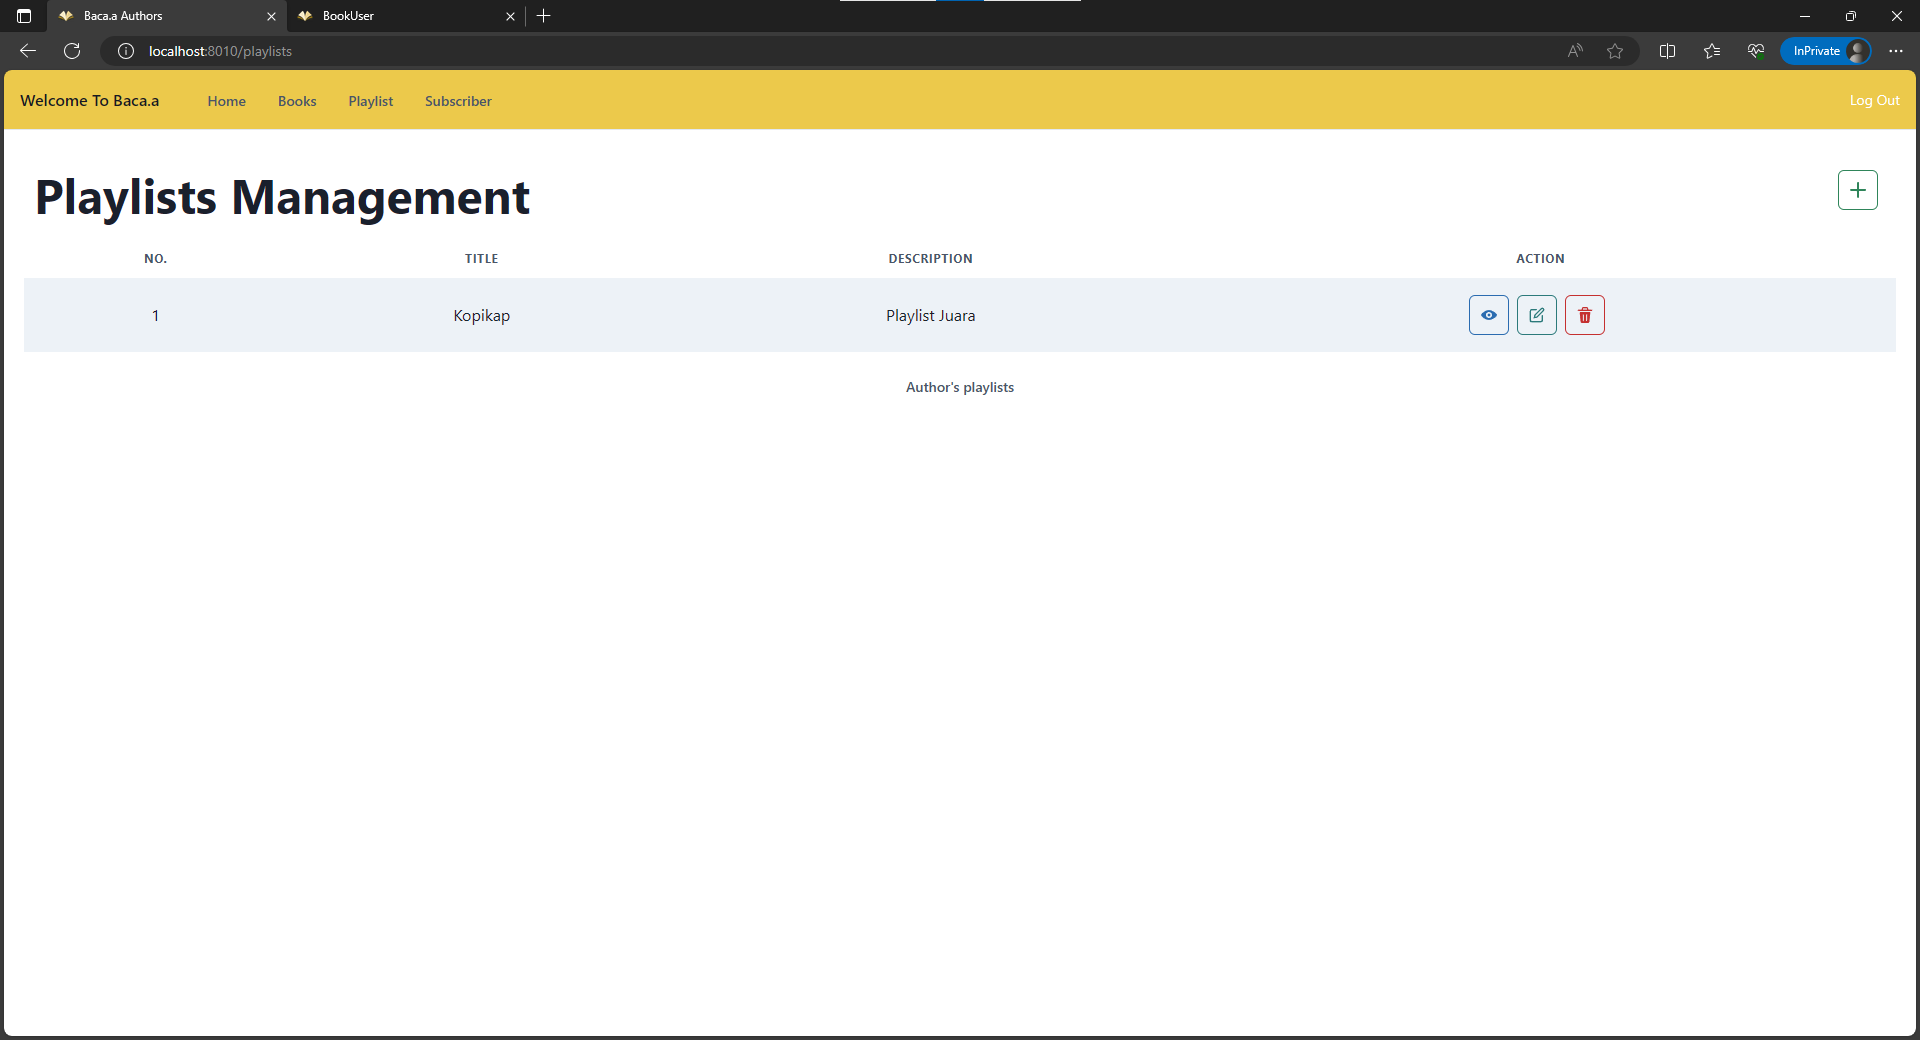 Baca.a Authors
BookUser
localhost:8010/playlists
InPrivate
Welcome To Baca.a
Home
Books
Playlist
Subscriber
Log Out
Playlists Management
NO.
TITLE
DESCRIPTION
ACTION
1
Kopikap
Playlist Juara
Author's playlists